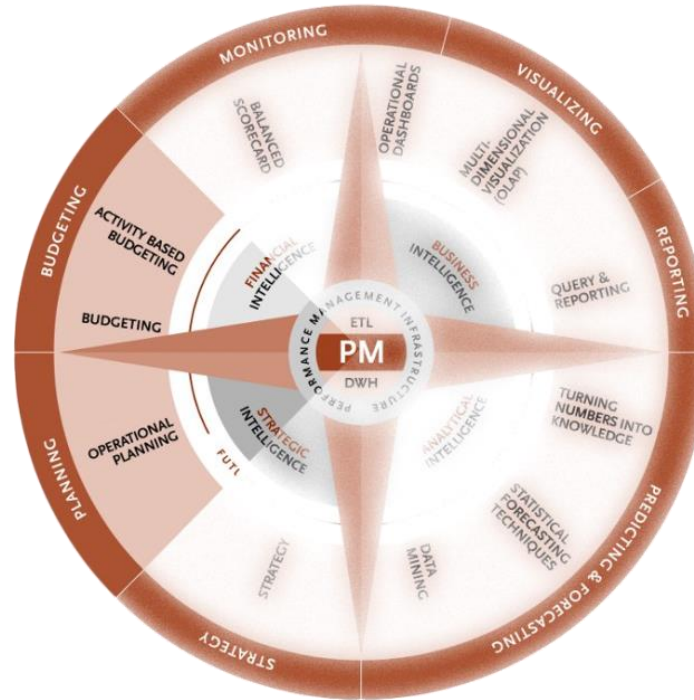 MONITORING
VISUALIZING
REPORTING
PREDICTING & FORECASTING
STRATEGY
PLANNING
BUDGETING
BALANCED
SCORECARD
OPERATIONAL
DASHBOARDS
MULTI-
DIMENSIONAL
VISUALIZATION
(OLAP)
QUERY &
REPORTING
TURNING
NUMBERS INTO
KNOWLEDGE
STATISTICAL
FORECASTING
TECHNIQUES
DATA
MINING
STRATEGY
OPERATIONAL
PLANNING
BUDGETING
ACTIVITY BASED
BUDGETING
FINANCIAL
INTELLIGENCE
BUSINESS
INTELLIGENCE
ANALYTICAL
INTELLIGENCE
STRATEGIC
INTELLIGENCE
FUTL
PERFORMANCE MANAGEMENT INFRASTRUCTURE
ETL
PM
DWH